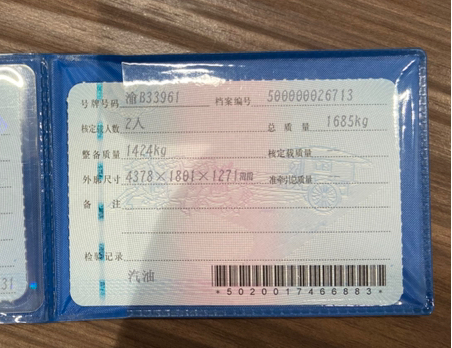 号牌号码 渝B33961 档案编号 500000026713
核定载人数 2人 总质量 1685kg
整备质量 1424kg 核定载质量
外廓尺寸 4378×1801×1271mm 准牵引总质量
备注
检验记录
汽油
*5020017466883*
31